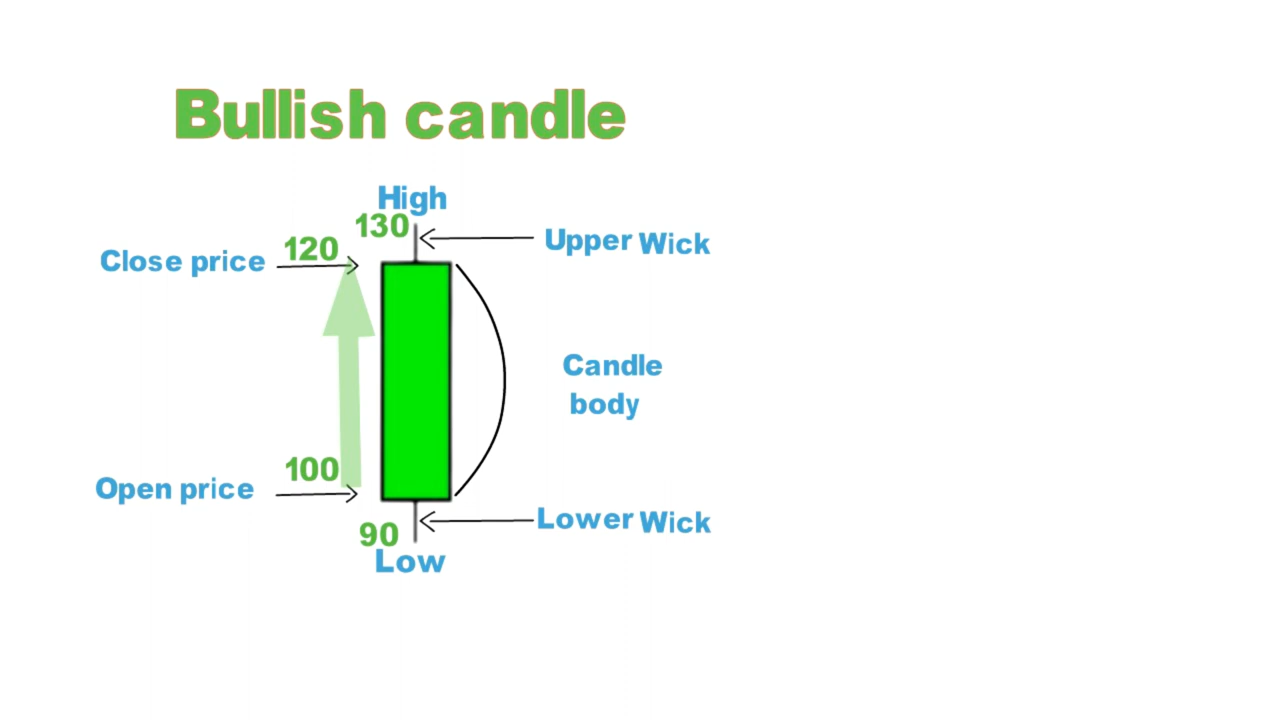 Bullish candle
High
130
Upper Wick
Close price
120
Candle
body
100
Open price
Lower Wick
90
Low